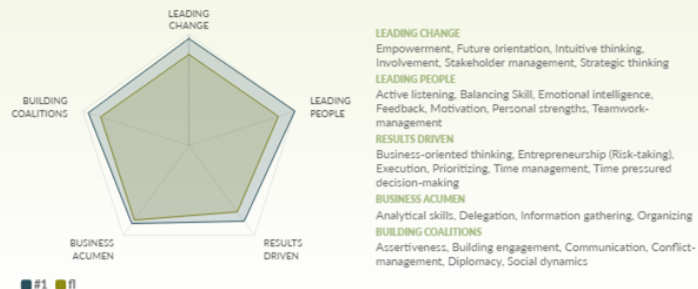 LEADING
CHANGE
BUILDING
COALITIONS
LEADING
PEOPLE
BUSINESS
ACUMEN
RESULTS
DRIVEN
#1 fl
LEADING CHANGE
Empowerment, Future orientation, Intuitive thinking,
Involvement, Stakeholder management, Strategic thinking
LEADING PEOPLE
Active listening, Balancing Skill, Emotional intelligence,
Feedback, Motivation, Personal strengths, Teamwork-
management
RESULTS DRIVEN
Business-oriented thinking, Entrepreneurship (Risk-taking),
Execution, Prioritizing, Time management, Time pressured
decision-making
BUSINESS ACUMEN
Analytical skills, Delegation, Information gathering, Organizing
BUILDING COALITIONS
Assertiveness, Building engagement, Communication, Conflict-
management, Diplomacy, Social dynamics